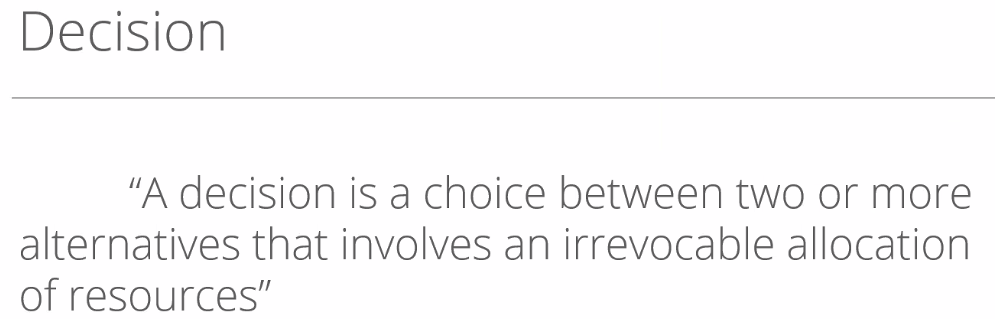 Decision
“A decision is a choice between two or more
alternatives that involves an irrevocable allocation
of resources”